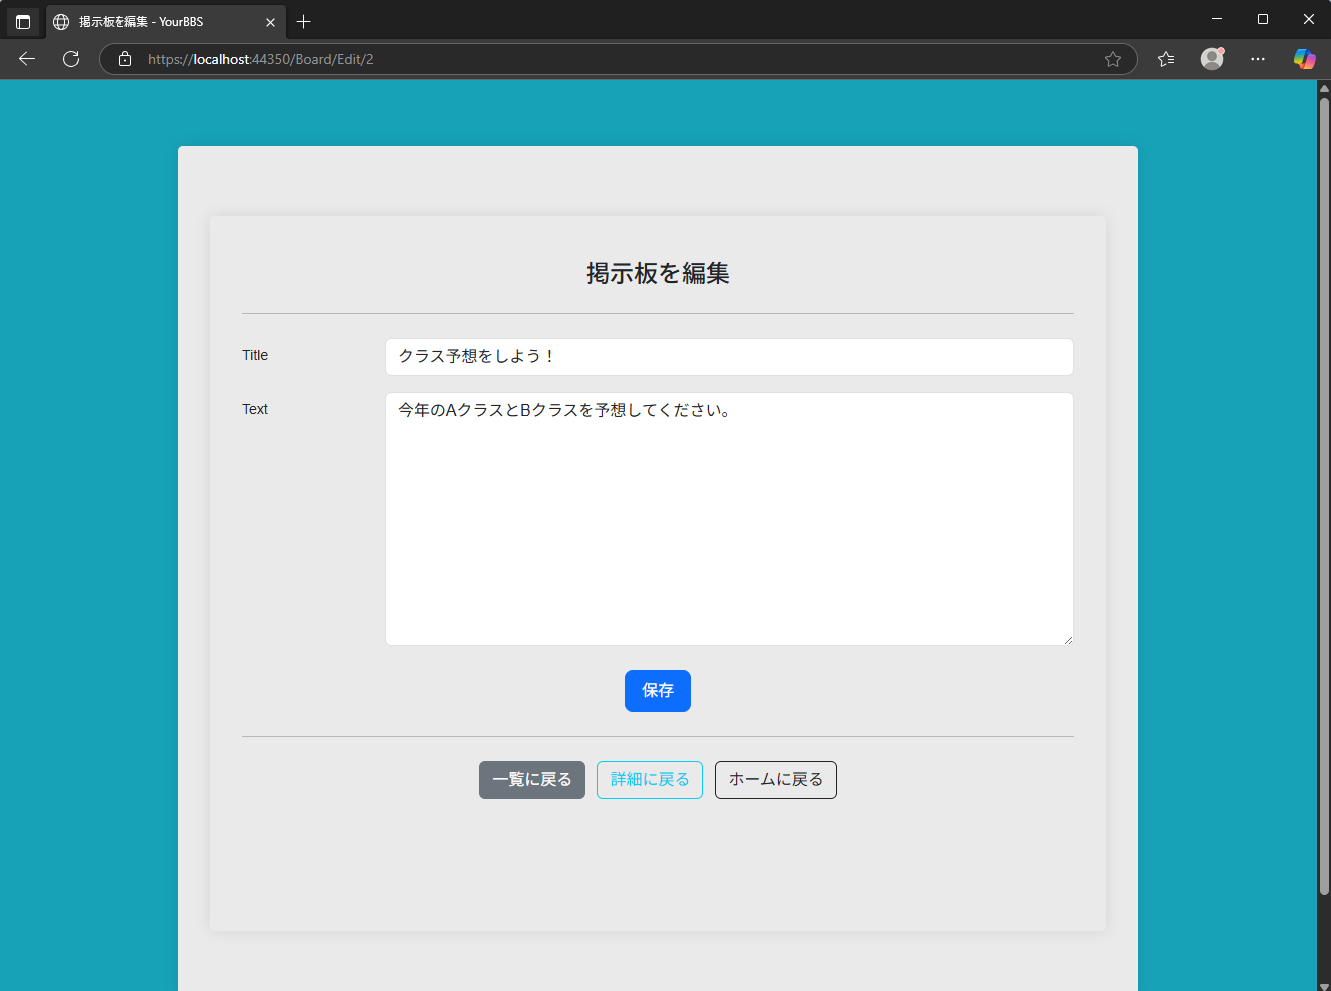 掲示板を編集 - YourBBS
https://localhost:44350/Board/Edit/2
掲示板を編集
Title
クラス予想をしよう！
Text
今年のAクラスとBクラスを予想してください。
保存
一覧に戻る
詳細に戻る
ホームに戻る